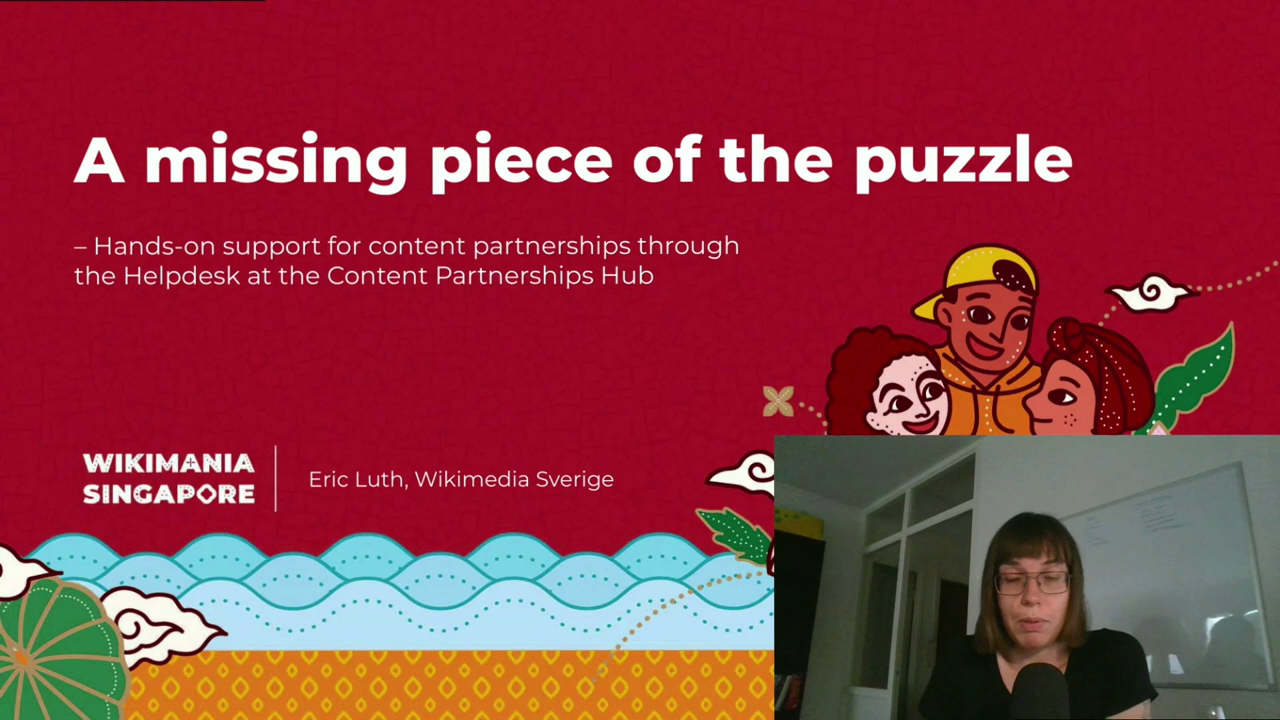 A missing piece of the puzzle
– Hands-on support for content partnerships through
the Helpdesk at the Content Partnerships Hub
WIKIMANIA
SINGAPORE
Eric Luth, Wikimedia Sverige